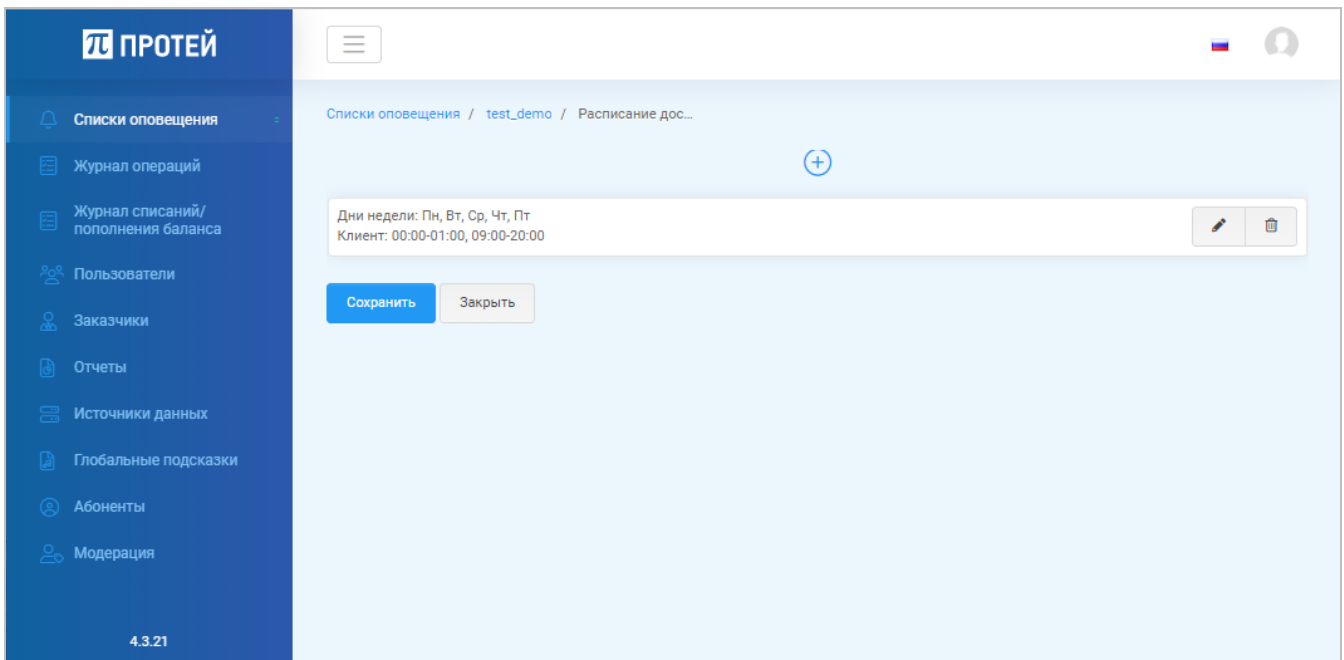 ПРОТЕЙ
Списки оповещения
Журнал операций
Журнал списаний/
пополнения баланса
Пользователи
Заказчики
Отчеты
Источники данных
Глобальные подсказки
Абоненты
Модерация
4.3.21
Списки оповещения / test_demo / Расписание дос...
Дни недели: Пн, Вт, Ср, Чт, Пт
Клиент: 00:00-01:00, 09:00-20:00
Сохранить
Закрыть